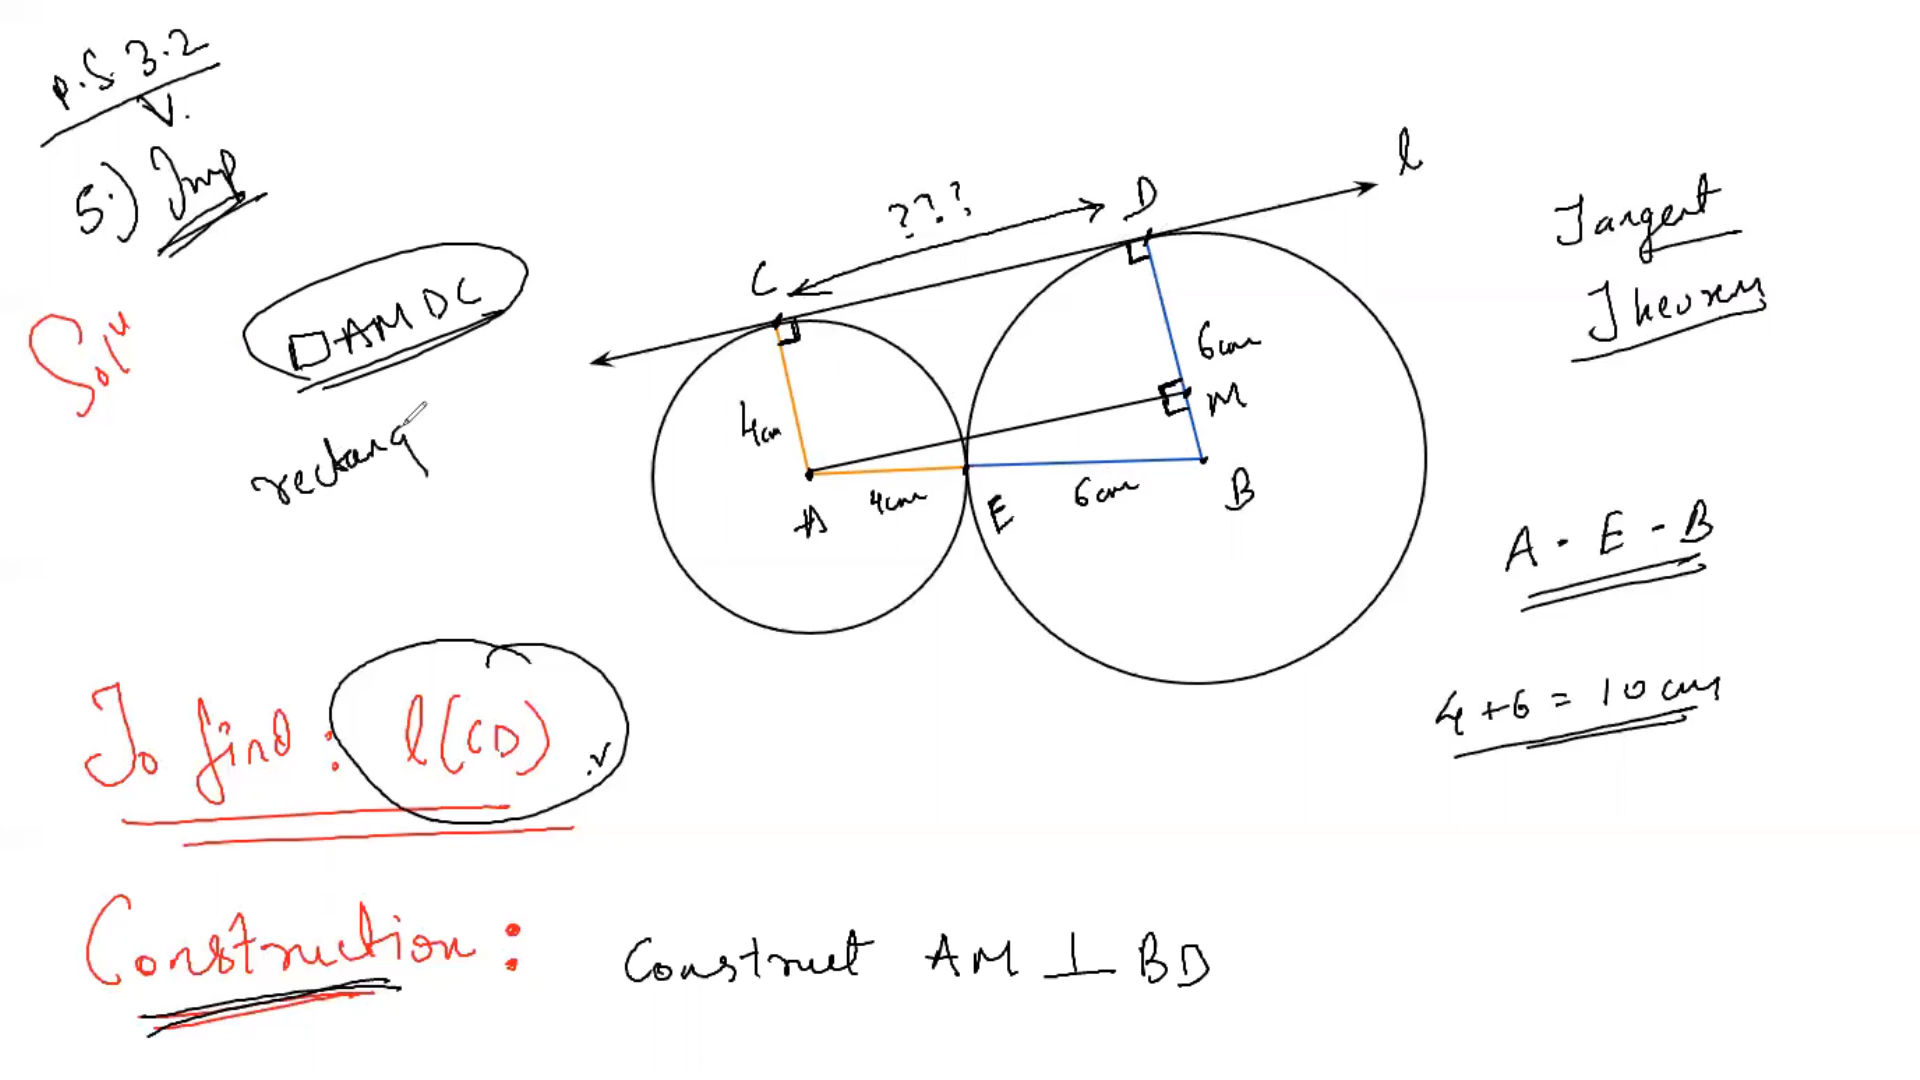 P.S. 3.2
V.
5.) Imp
Solⁿ
□AMDC
rectang
C
???
D
l
4cm
6cm
M
A
4cm
E
6cm
B
Tangent
Theorem
A - E - B
4+6 = 10 cm
To find : l(CD)
Construction : Construct AM ⊥ BD